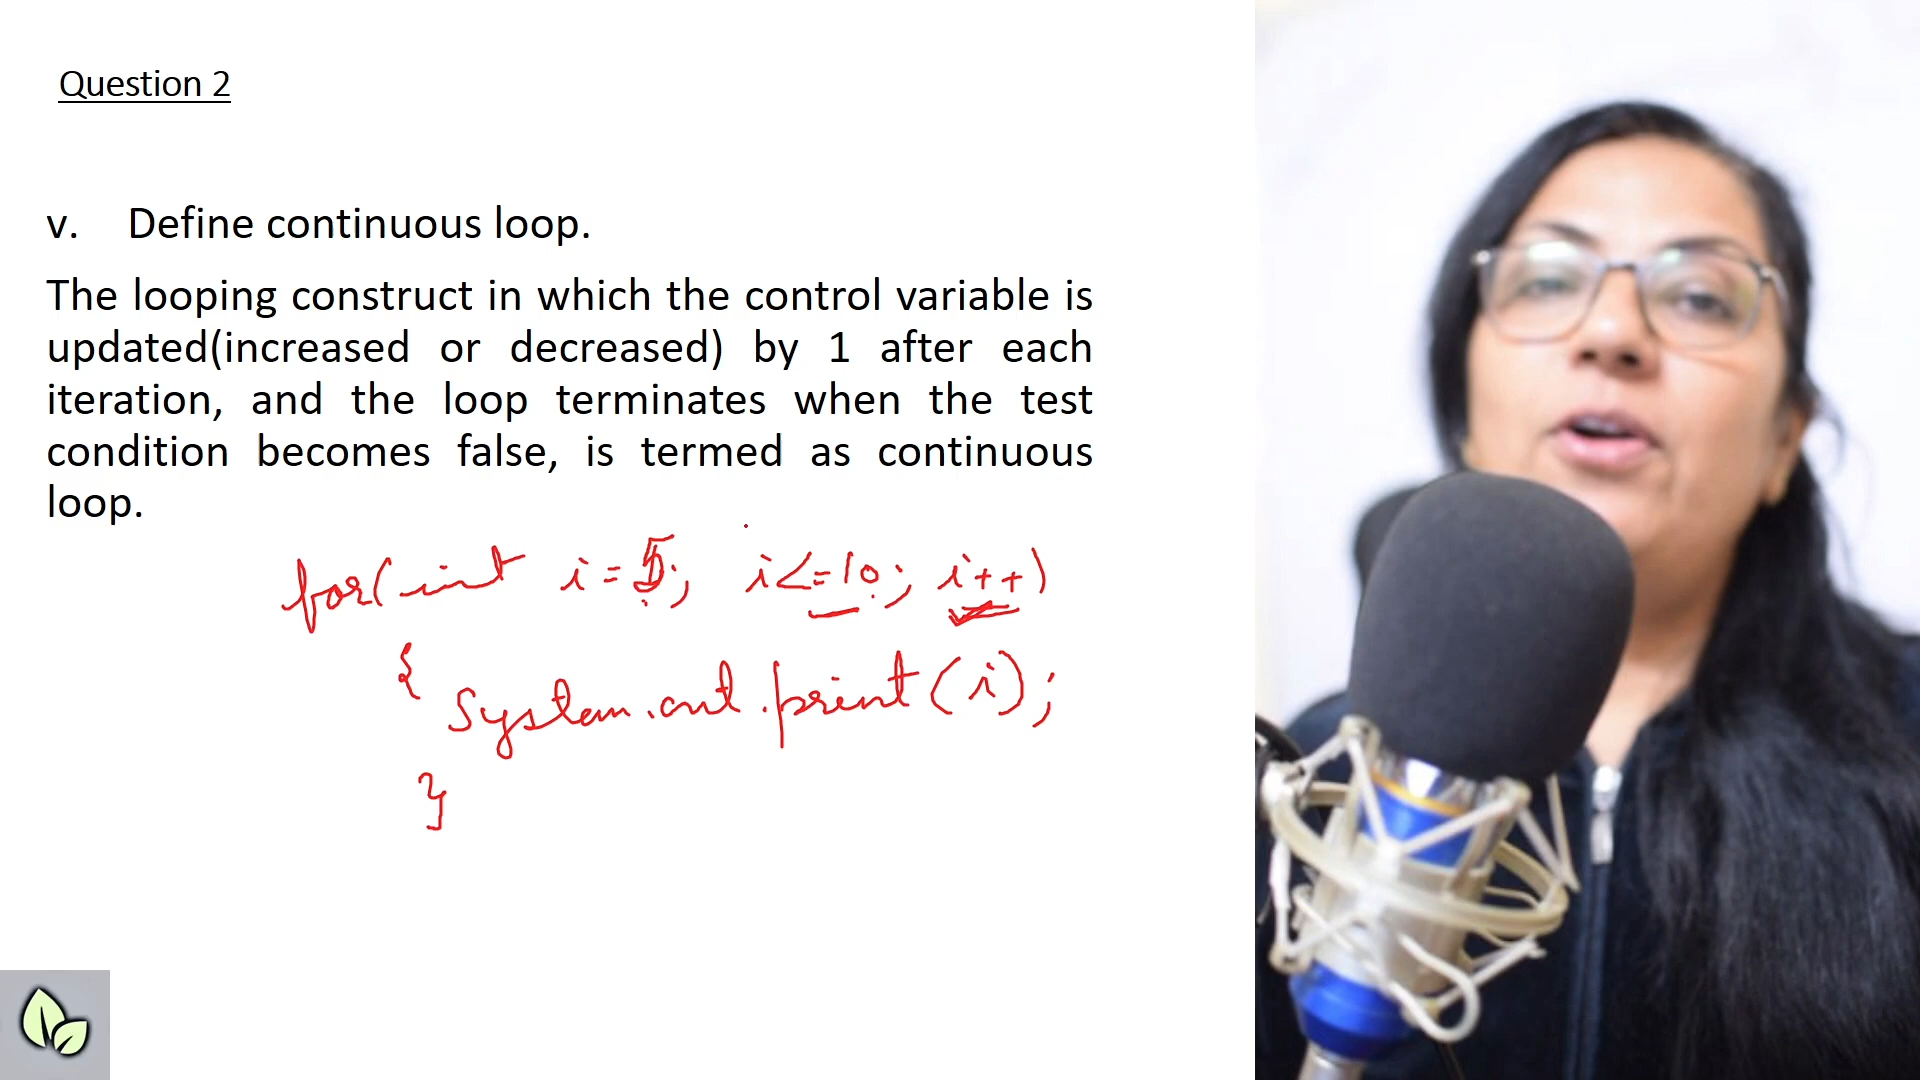 Question 2
v. Define continuous loop.
The looping construct in which the control variable is
updated(increased or decreased) by 1 after each
iteration, and the loop terminates when the test
condition becomes false, is termed as continuous
loop.
for(int i=5; i<=10; i++)
{
System.out.print(i);
}